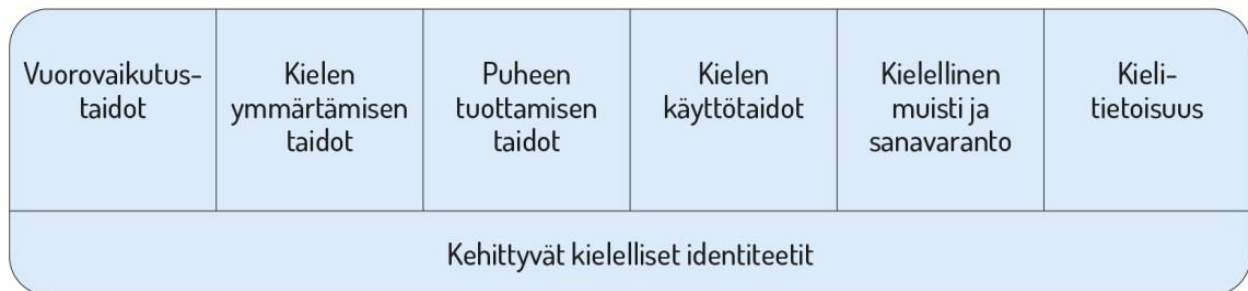 Vuorovaikutus-
taidot
Kielen
ymmärtämisen
taidot
Puheen
tuottamisen
taidot
Kielen
käyttötaidot
Kielellinen
muisti ja
sanavaranto
Kieli-
tietoisuus
Kehittyvät kielelliset identiteetit